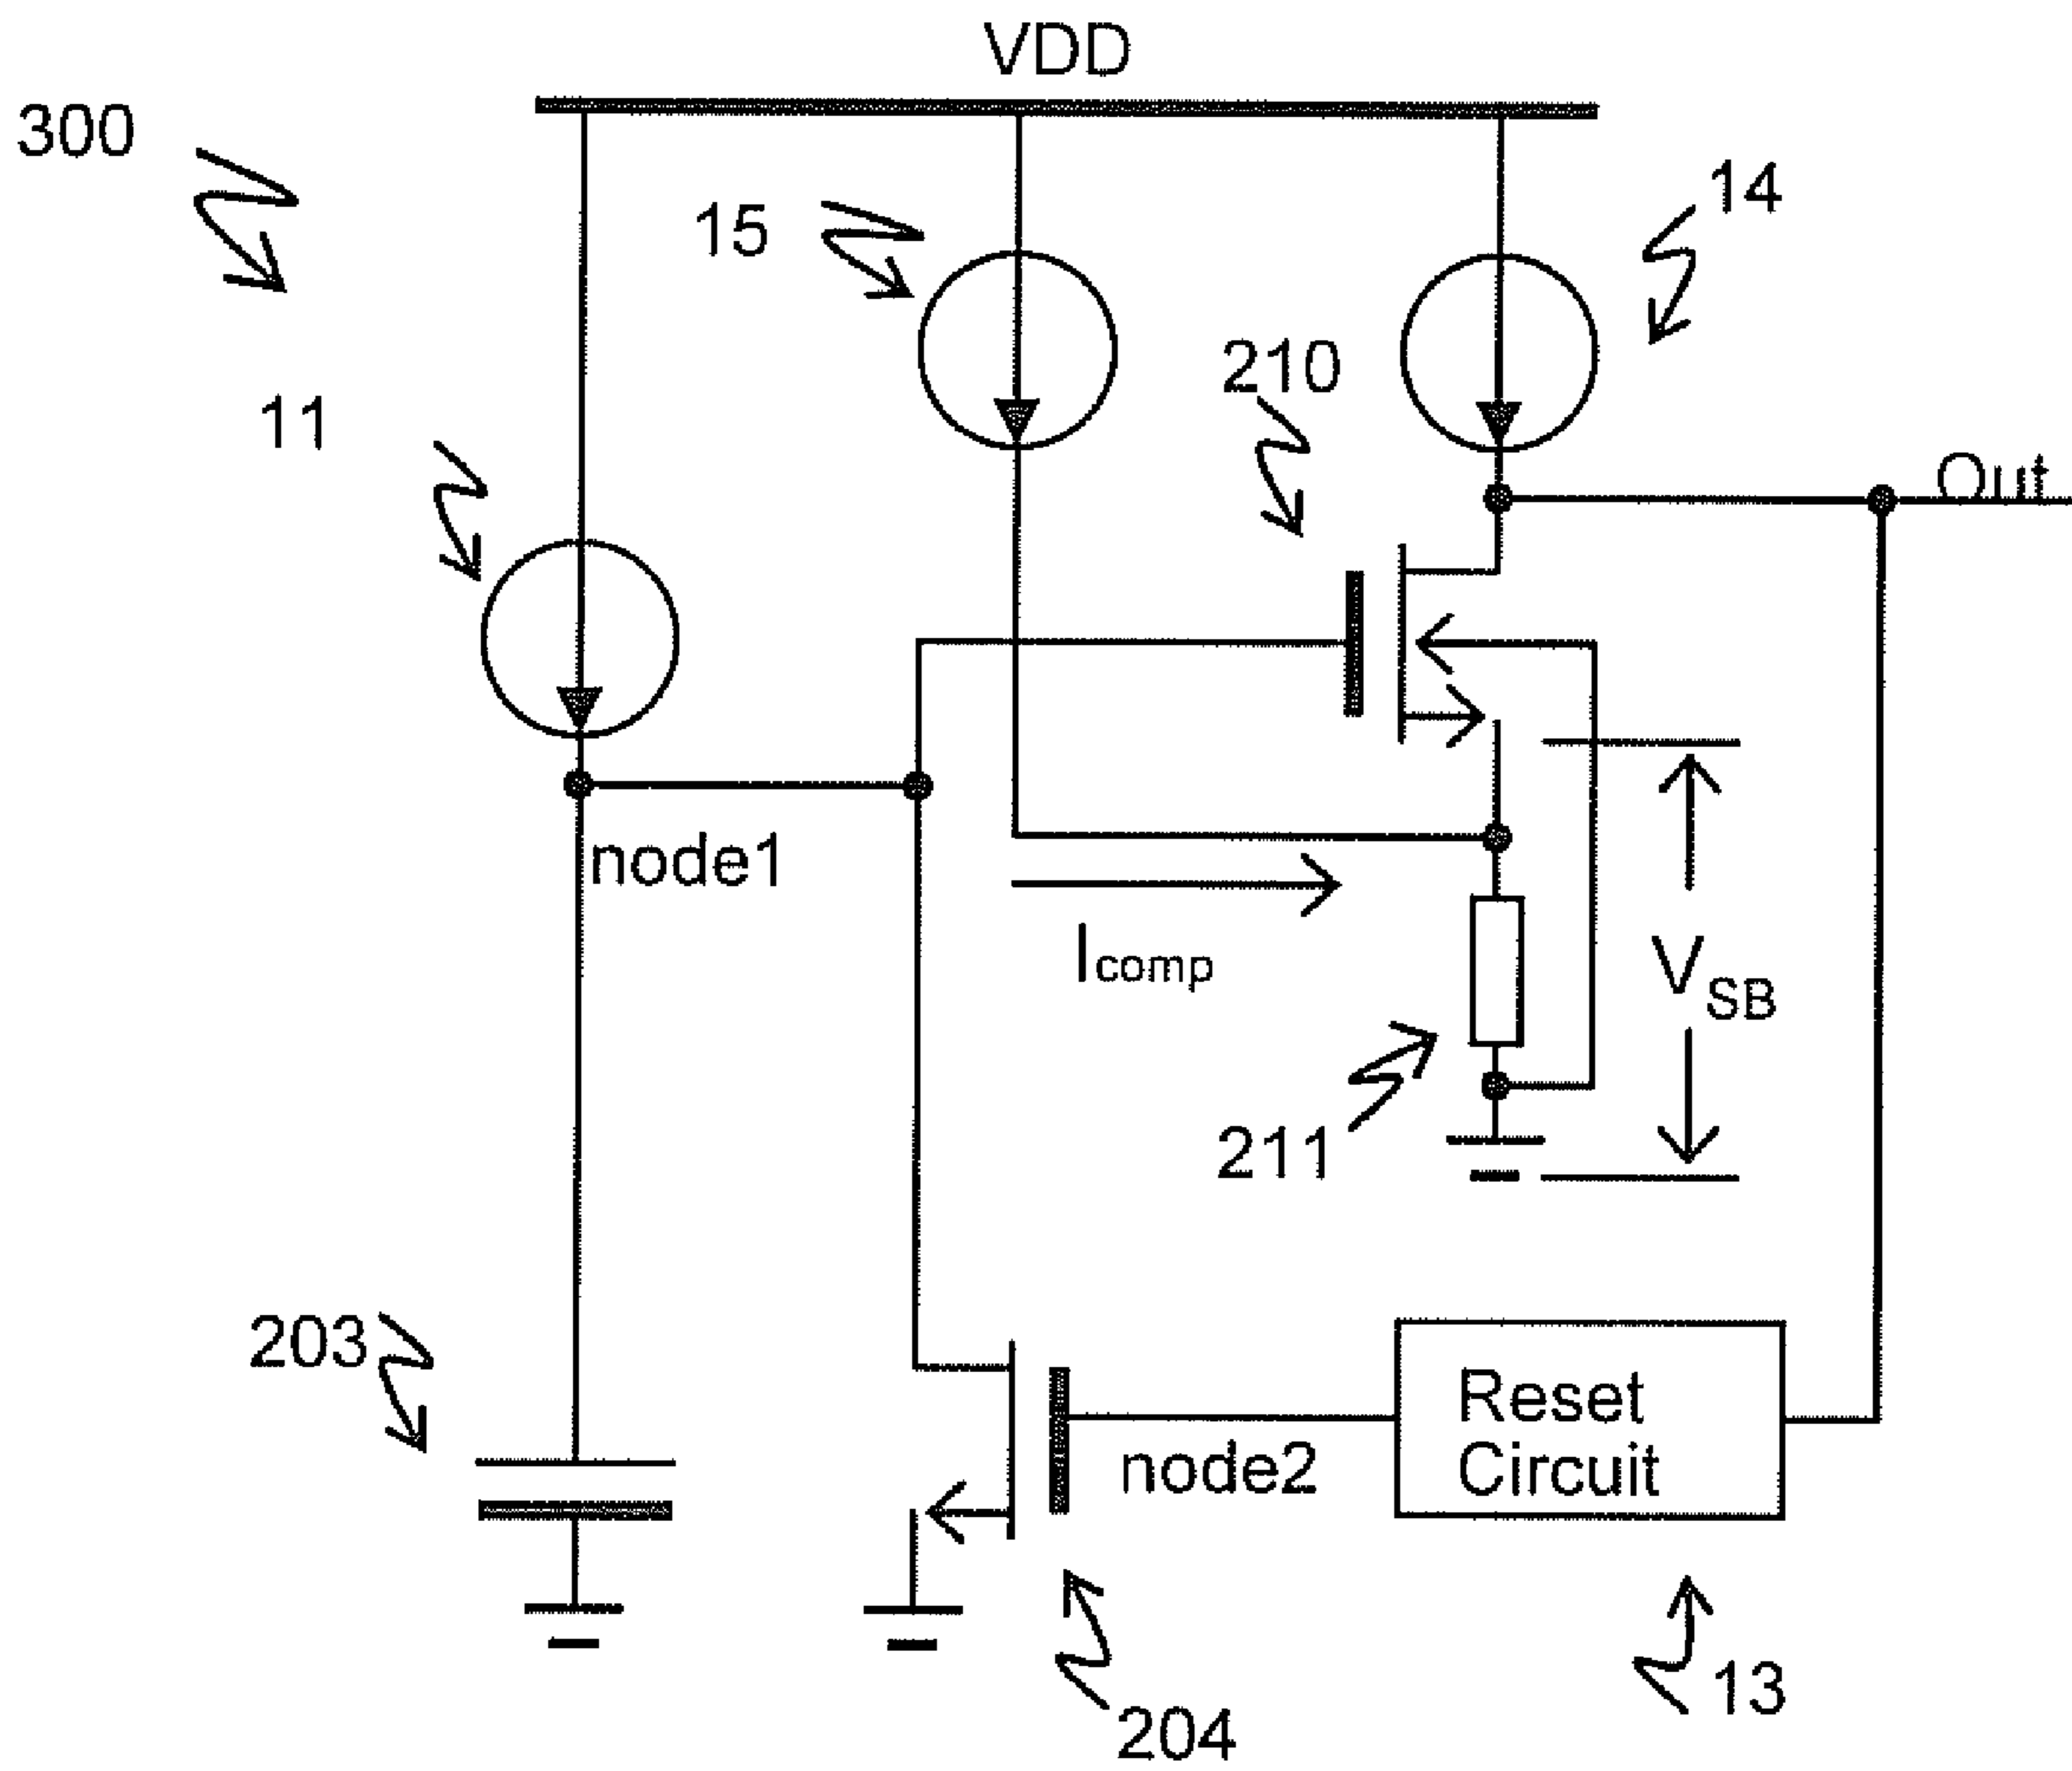 VDD
300
15
14
210
11
Out
node1
Icomp
VSB
211
203
Reset
Circuit
node2
204
13